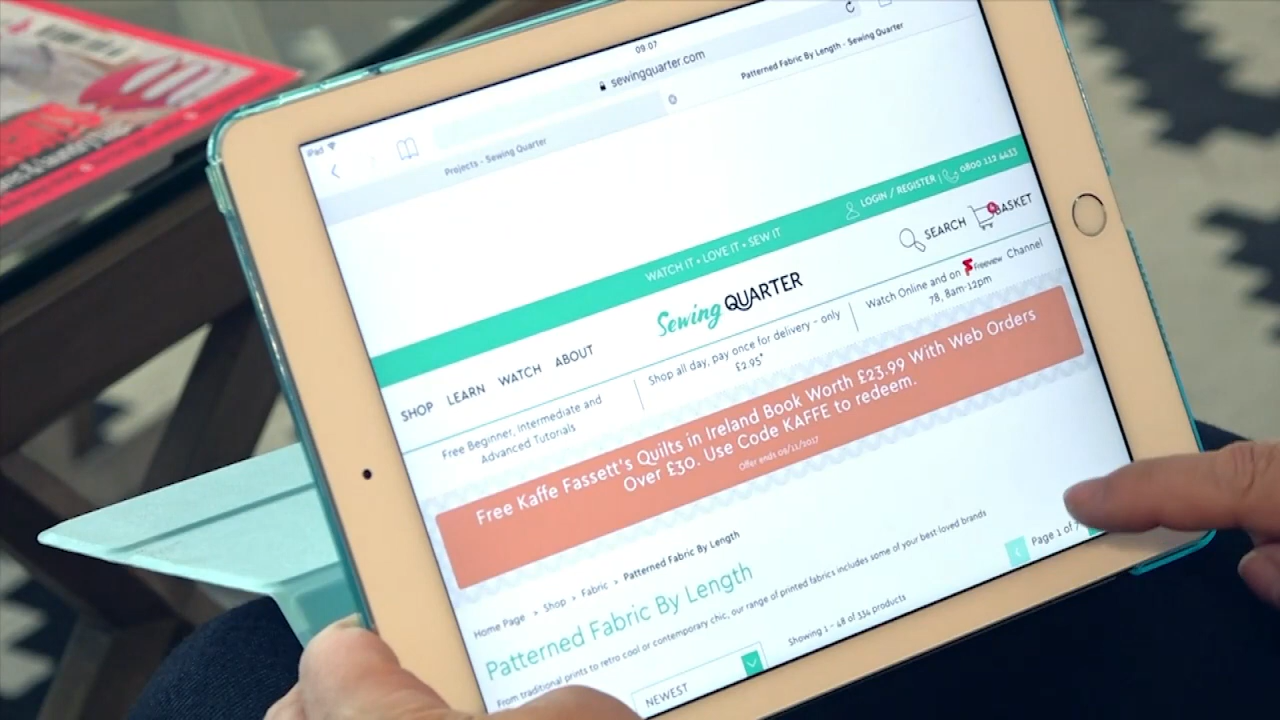 iPad
09:07
sewingquarter.com
Projects - Sewing Quarter
Patterned Fabric By Length - Sewing Quarter
WATCH IT • LOVE IT • SEW IT
LOGIN / REGISTER | 0800 112 4433
Sewing QUARTER
SEARCH
BASKET
SHOP LEARN WATCH ABOUT
Free Beginner, Intermediate and
Advanced Tutorials
Shop all day, pay once for delivery - only
£2.95*
Watch Online and on Freeview Channel
78, 8am-12pm
Free Kaffe Fassett's Quilts in Ireland Book Worth £23.99 With Web Orders
Over £30. Use Code KAFFE to redeem.
Home Page > Shop > Fabric > Patterned Fabric By Length
Patterned Fabric By Length
From traditional prints to retro cool or contemporary chic, our range of printed fabrics includes some of your best-loved brands
NEWEST
Showing 1 - 48 of 334 products
Page 1 of 7